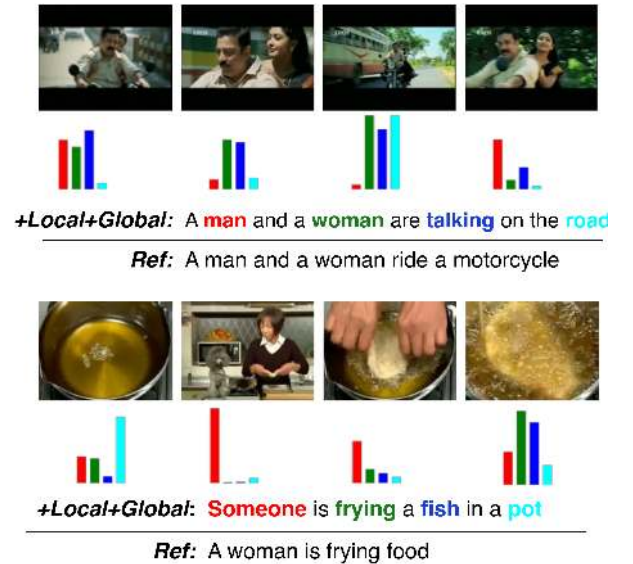 +Local+Global: A man and a woman are talking on the road
Ref: A man and a woman ride a motorcycle
+Local+Global: Someone is frying a fish in a pot
Ref: A woman is frying food